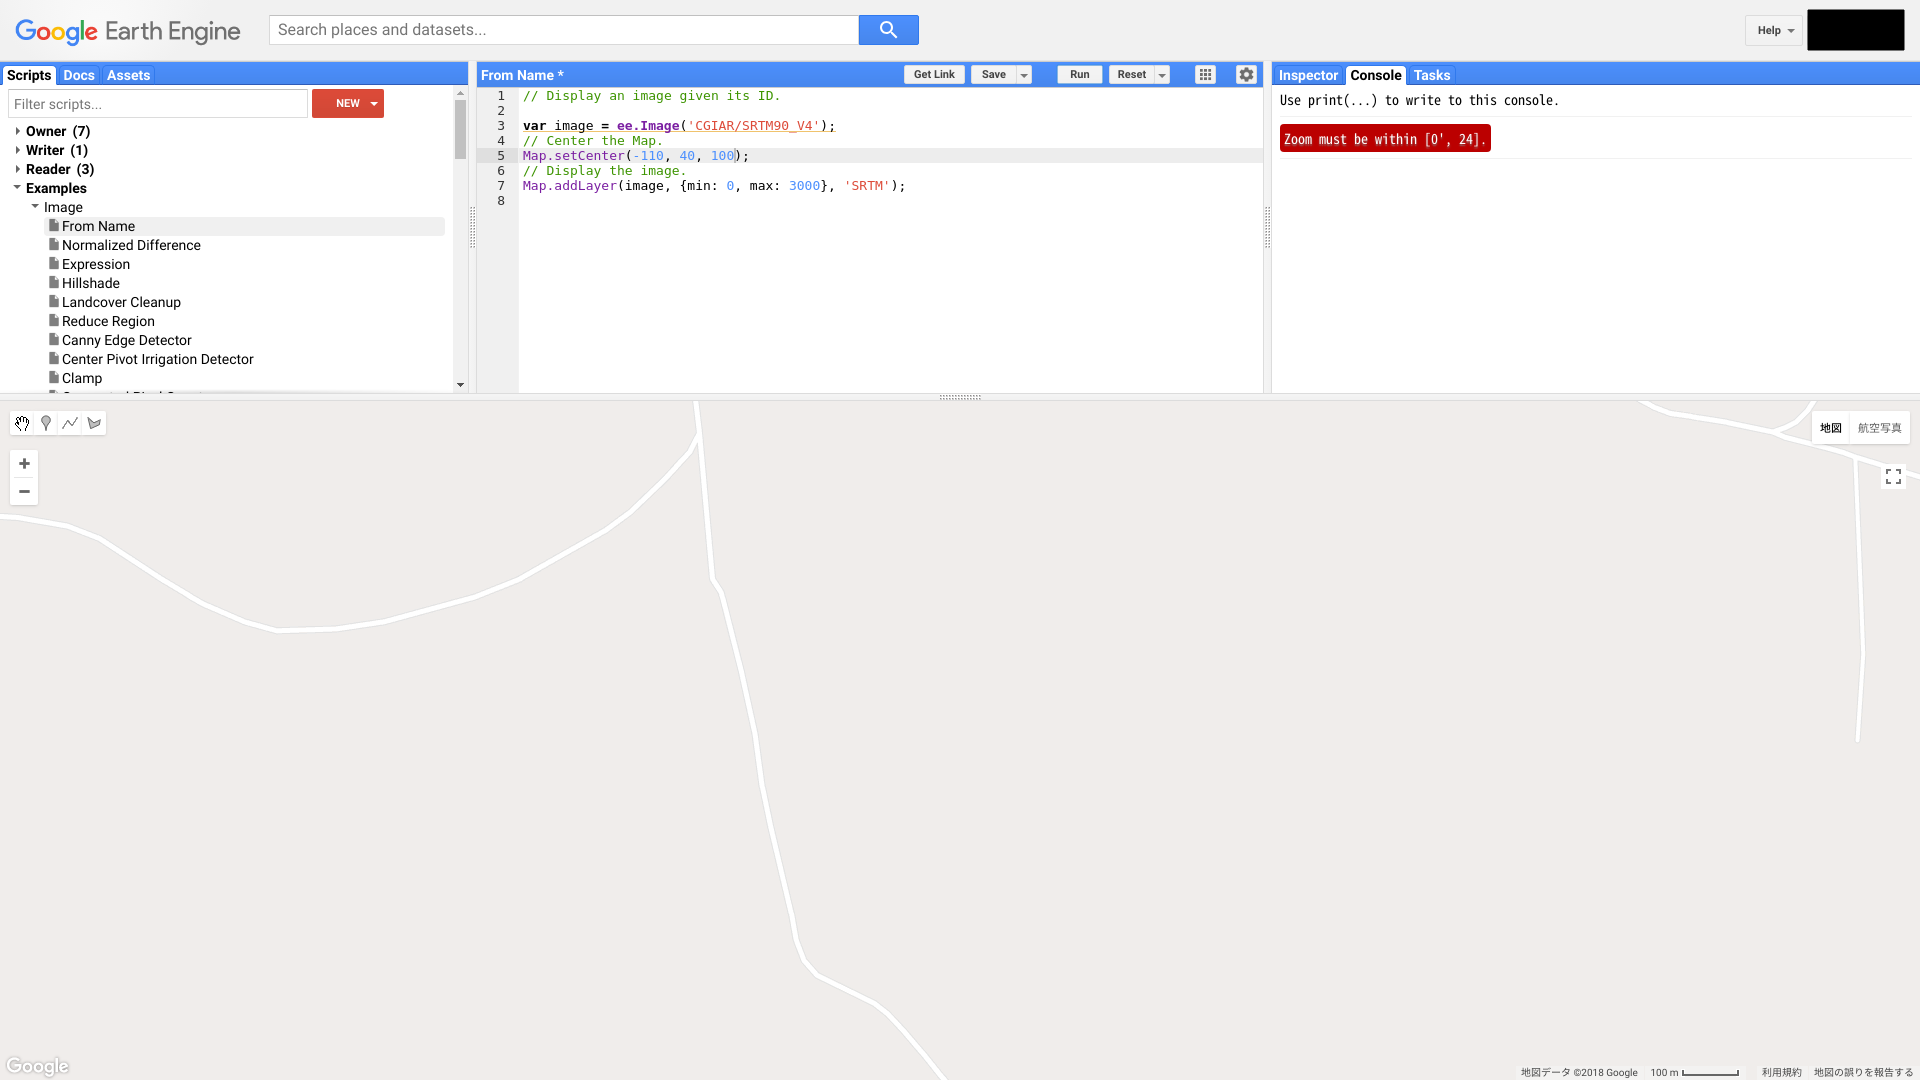 Google Earth Engine
Search places and datasets...
Help
Scripts Docs Assets
Filter scripts...
NEW
Owner (7)
Writer (1)
Reader (3)
Examples
Image
From Name
Normalized Difference
Expression
Hillshade
Landcover Cleanup
Reduce Region
Canny Edge Detector
Center Pivot Irrigation Detector
Clamp
From Name *
Get Link Save Run Reset
1 // Display an image given its ID.
2
3 var image = ee.Image('CGIAR/SRTM90_V4');
4 // Center the Map.
5 Map.setCenter(-110, 40, 100);
6 // Display the image.
7 Map.addLayer(image, {min: 0, max: 3000}, 'SRTM');
8
Inspector Console Tasks
Use print(...) to write to this console.
Zoom must be within [0', 24].
地図 航空写真
Google
地図データ ©2018 Google 100 m 利用規約 地図の誤りを報告する